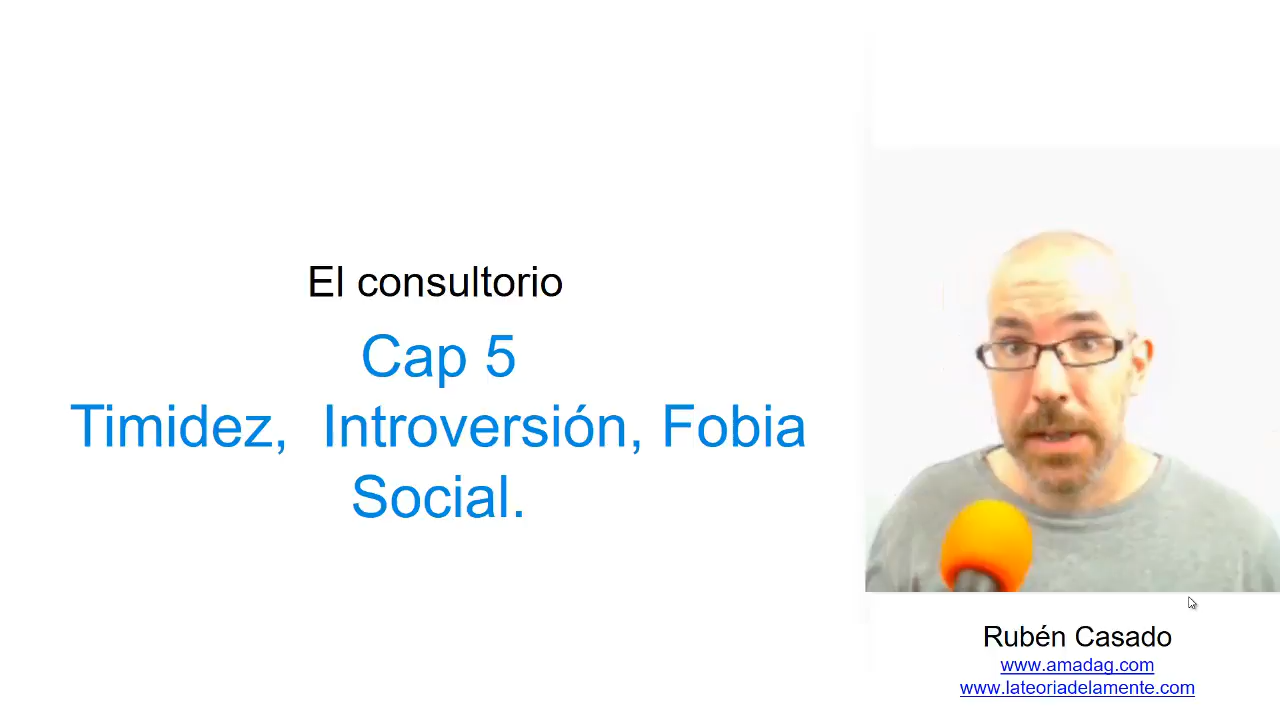 El consultorio
Cap 5
Timidez, Introversión, Fobia
Social.
Rubén Casado
www.amadag.com
www.lateoriadelamente.com